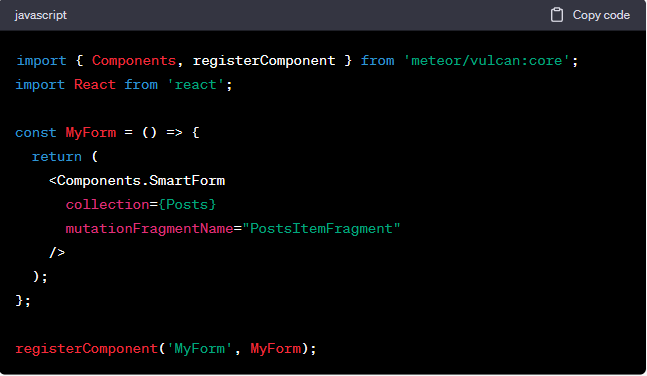 javascript
Copy code
import { Components, registerComponent } from 'meteor/vulcan:core';
import React from 'react';
const MyForm = () => {
  return (
    <Components.SmartForm
      collection={Posts}
      mutationFragmentName="PostsItemFragment"
    />
  );
};
registerComponent('MyForm', MyForm);